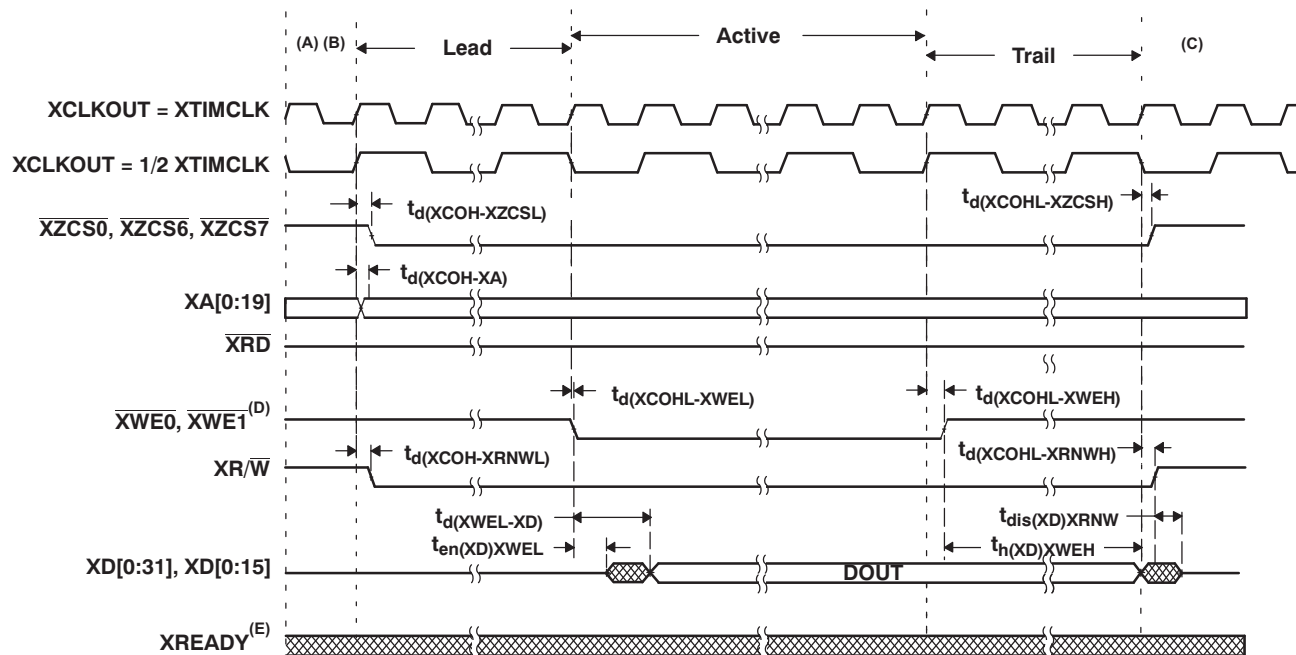 (A) (B)
Lead
Active
Trail
(C)
XCLKOUT = XTIMCLK
XCLKOUT = 1/2 XTIMCLK
td(XCOH-XZCSL)
td(XCOHL-XZCSH)
XZCS0, XZCS6, XZCS7
td(XCOH-XA)
XA[0:19]
XRD
td(XCOHL-XWEL)
td(XCOHL-XWEH)
XWE0, XWE1(D)
td(XCOH-XRNWL)
td(XCOHL-XRNWH)
XR/W
td(XWEL-XD)
tdis(XD)XRNW
ten(XD)XWEL
th(XD)XWEH
XD[0:31], XD[0:15]
DOUT
XREADY(E)